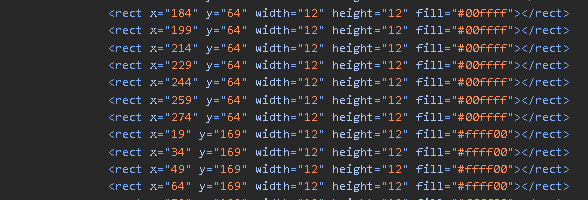 <rect x="184" y="64" width="12" height="12" fill="#00ffff"></rect>
<rect x="199" y="64" width="12" height="12" fill="#00ffff"></rect>
<rect x="214" y="64" width="12" height="12" fill="#00ffff"></rect>
<rect x="229" y="64" width="12" height="12" fill="#00ffff"></rect>
<rect x="244" y="64" width="12" height="12" fill="#00ffff"></rect>
<rect x="259" y="64" width="12" height="12" fill="#00ffff"></rect>
<rect x="274" y="64" width="12" height="12" fill="#00ffff"></rect>
<rect x="19" y="169" width="12" height="12" fill="#ffff00"></rect>
<rect x="34" y="169" width="12" height="12" fill="#ffff00"></rect>
<rect x="49" y="169" width="12" height="12" fill="#ffff00"></rect>
<rect x="64" y="169" width="12" height="12" fill="#ffff00"></rect>